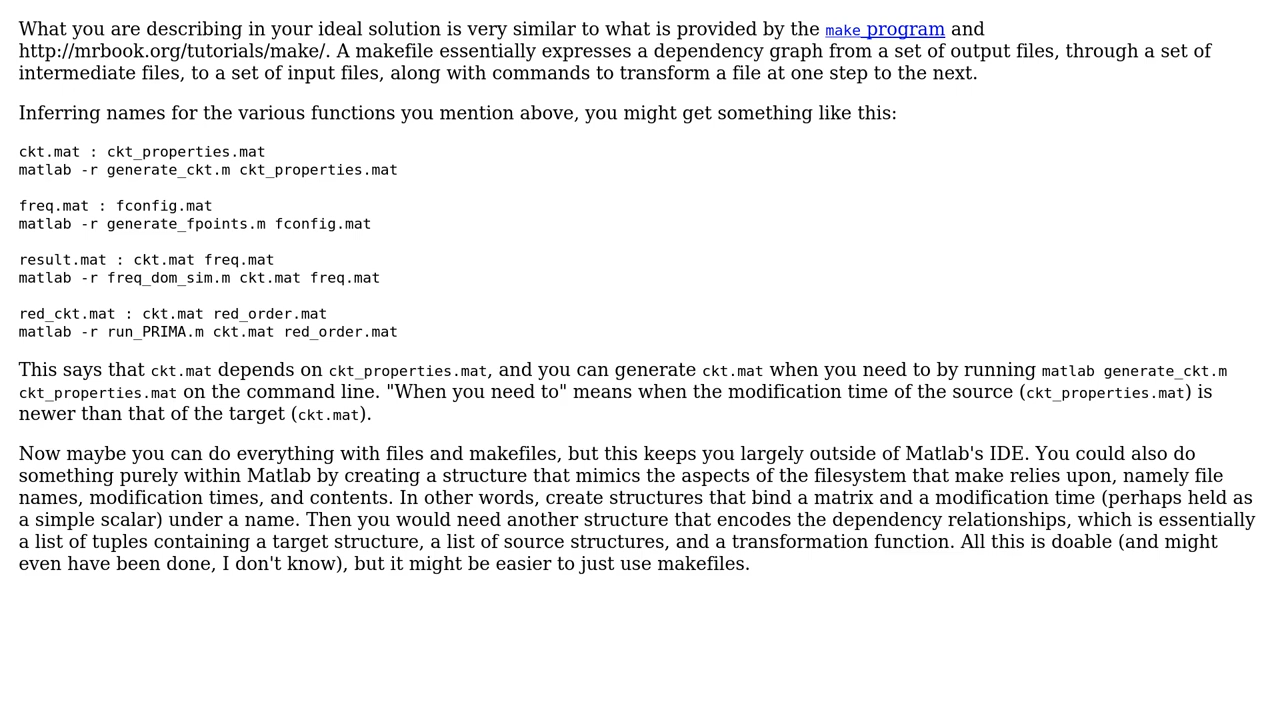 What you are describing in your ideal solution is very similar to what is provided by the make program and
http://mrbook.org/tutorials/make/. A makefile essentially expresses a dependency graph from a set of output files, through a set of
intermediate files, to a set of input files, along with commands to transform a file at one step to the next.
Inferring names for the various functions you mention above, you might get something like this:
ckt.mat : ckt_properties.mat
matlab -r generate_ckt.m ckt_properties.mat
freq.mat : fconfig.mat
matlab -r generate_fpoints.m fconfig.mat
result.mat : ckt.mat freq.mat
matlab -r freq_dom_sim.m ckt.mat freq.mat
red_ckt.mat : ckt.mat red_order.mat
matlab -r run_PRIMA.m ckt.mat red_order.mat
This says that ckt.mat depends on ckt_properties.mat, and you can generate ckt.mat when you need to by running matlab generate_ckt.m
ckt_properties.mat on the command line. "When you need to" means when the modification time of the source (ckt_properties.mat) is
newer than that of the target (ckt.mat).
Now maybe you can do everything with files and makefiles, but this keeps you largely outside of Matlab's IDE. You could also do
something purely within Matlab by creating a structure that mimics the aspects of the filesystem that make relies upon, namely file
names, modification times, and contents. In other words, create structures that bind a matrix and a modification time (perhaps held as
a simple scalar) under a name. Then you would need another structure that encodes the dependency relationships, which is essentially
a list of tuples containing a target structure, a list of source structures, and a transformation function. All this is doable (and might
even have been done, I don't know), but it might be easier to just use makefiles.